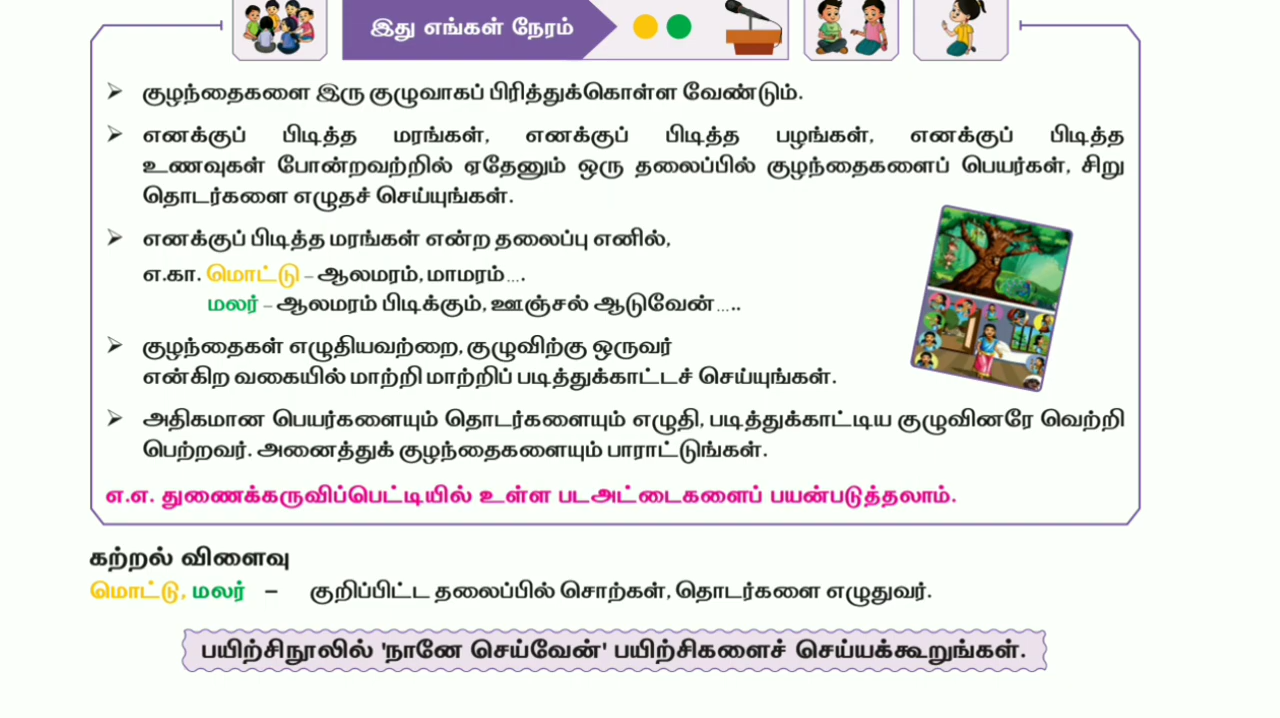 இது எங்கள் நேரம்
➢ குழந்தைகளை இரு குழுவாகப் பிரித்துக்கொள்ள வேண்டும்.
➢ எனக்குப் பிடித்த மரங்கள், எனக்குப் பிடித்த பழங்கள், எனக்குப் பிடித்த
உணவுகள் போன்றவற்றில் ஏதேனும் ஒரு தலைப்பில் குழந்தைகளைப் பெயர்கள், சிறு
தொடர்களை எழுதச் செய்யுங்கள்.
➢ எனக்குப் பிடித்த மரங்கள் என்ற தலைப்பு எனில்,
எ.கா. மொட்டு – ஆலமரம், மாமரம்....
மலர் – ஆலமரம் பிடிக்கும், ஊஞ்சல் ஆடுவேன்.....
➢ குழந்தைகள் எழுதியவற்றை, குழுவிற்கு ஒருவர்
என்கிற வகையில் மாற்றி மாற்றிப் படித்துக்காட்டச் செய்யுங்கள்.
➢ அதிகமான பெயர்களையும் தொடர்களையும் எழுதி, படித்துக்காட்டிய குழுவினரே வெற்றி
பெற்றவர். அனைத்துக் குழந்தைகளையும் பாராட்டுங்கள்.
எ.எ. துணைக்கருவிப்பெட்டியில் உள்ள படஅட்டைகளைப் பயன்படுத்தலாம்.
கற்றல் விளைவு
மொட்டு, மலர் – குறிப்பிட்ட தலைப்பில் சொற்கள், தொடர்களை எழுதுவர்.
பயிற்சிநூலில் 'நானே செய்வேன்' பயிற்சிகளைச் செய்யக்கூறுங்கள்.